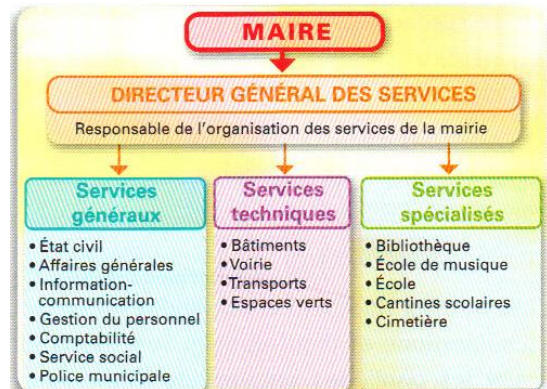 MAIRE
DIRECTEUR GÉNÉRAL DES SERVICES
Responsable de l'organisation des services de la mairie
Services
généraux
• État civil
• Affaires générales
• Information-
communication
• Gestion du personnel
• Comptabilité
• Service social
• Police municipale
Services
techniques
• Bâtiments
• Voirie
• Transports
• Espaces verts
Services
spécialisés
• Bibliothèque
• École de musique
• École
• Cantines scolaires
• Cimetière